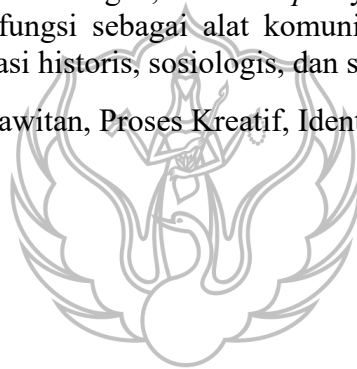 fungsi sebagai alat komuni
asi historis, sosiologis, dan s
awitan, Proses Kreatif, Ident